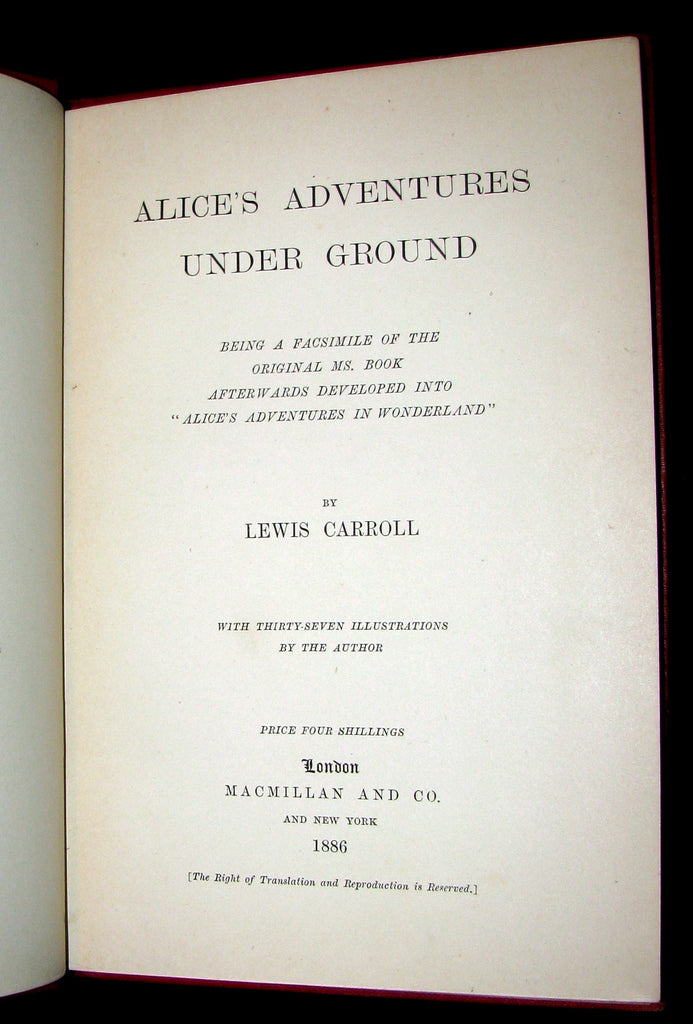 ALICE'S ADVENTURES
UNDER GROUND
BEING A FACSIMILE OF THE
ORIGINAL MS. BOOK
AFTERWARDS DEVELOPED INTO
"ALICE'S ADVENTURES IN WONDERLAND"
BY
LEWIS CARROLL
WITH THIRTY-SEVEN ILLUSTRATIONS
BY THE AUTHOR
PRICE FOUR SHILLINGS
London
MACMILLAN AND CO.
AND NEW YORK
1886
[The Right of Translation and Reproduction is Reserved.]